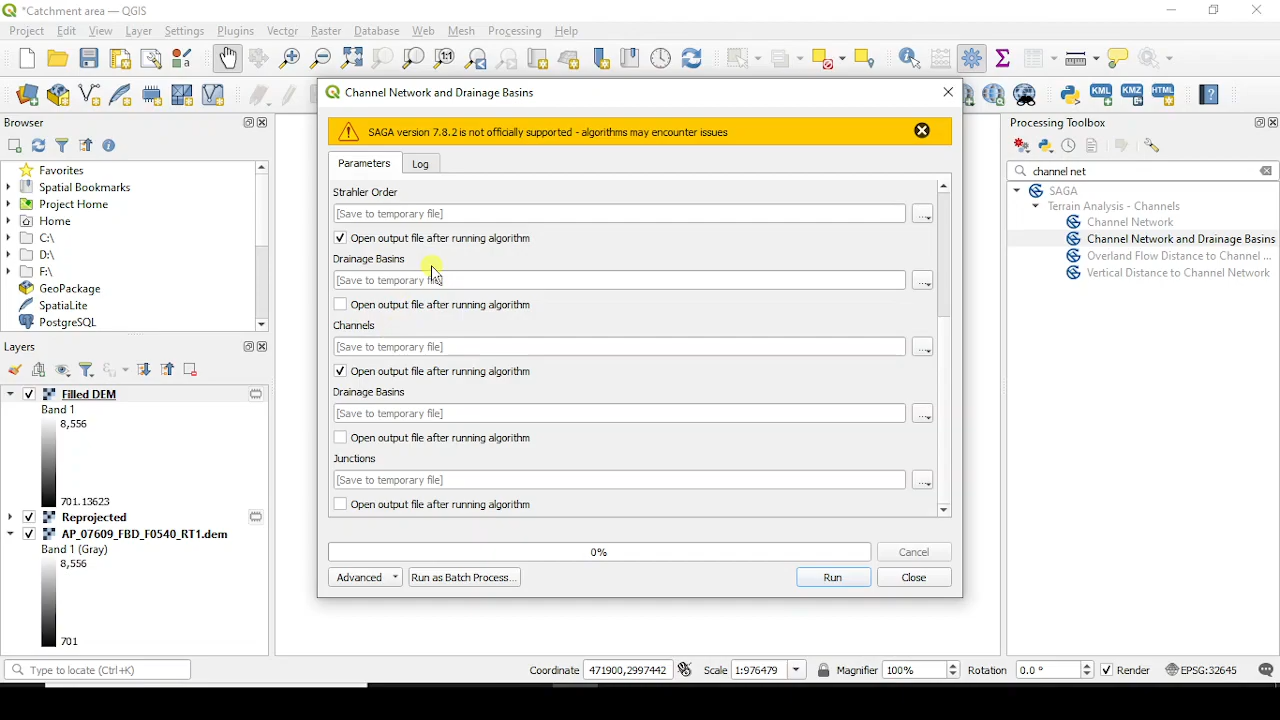 *Catchment area — QGIS
Project Edit View Layer Settings Plugins Vector Raster Database Web Mesh Processing Help
Channel Network and Drainage Basins
SAGA version 7.8.2 is not officially supported - algorithms may encounter issues
Parameters Log
Strahler Order
[Save to temporary file]
Open output file after running algorithm
Drainage Basins
[Save to temporary file]
Open output file after running algorithm
Channels
[Save to temporary file]
Open output file after running algorithm
Drainage Basins
[Save to temporary file]
Open output file after running algorithm
Junctions
[Save to temporary file]
Open output file after running algorithm
0%
Cancel
Advanced
Run as Batch Process...
Run
Close
Browser
Favorites
Spatial Bookmarks
Project Home
Home
C:\
D:\
F:\
GeoPackage
SpatiaLite
PostgreSQL
Layers
Filled DEM
Band 1
8,556
701.13623
Reprojected
AP_07609_FBD_F0540_RT1.dem
Band 1 (Gray)
8,556
701
KML KMZ HTML
Processing Toolbox
channel net
SAGA
Terrain Analysis - Channels
Channel Network
Channel Network and Drainage Basins
Overland Flow Distance to Channel ...
Vertical Distance to Channel Network
Type to locate (Ctrl+K)
Coordinate 471900,2997442 Scale 1:976479 Magnifier 100% Rotation 0.0 ° Render EPSG:32645